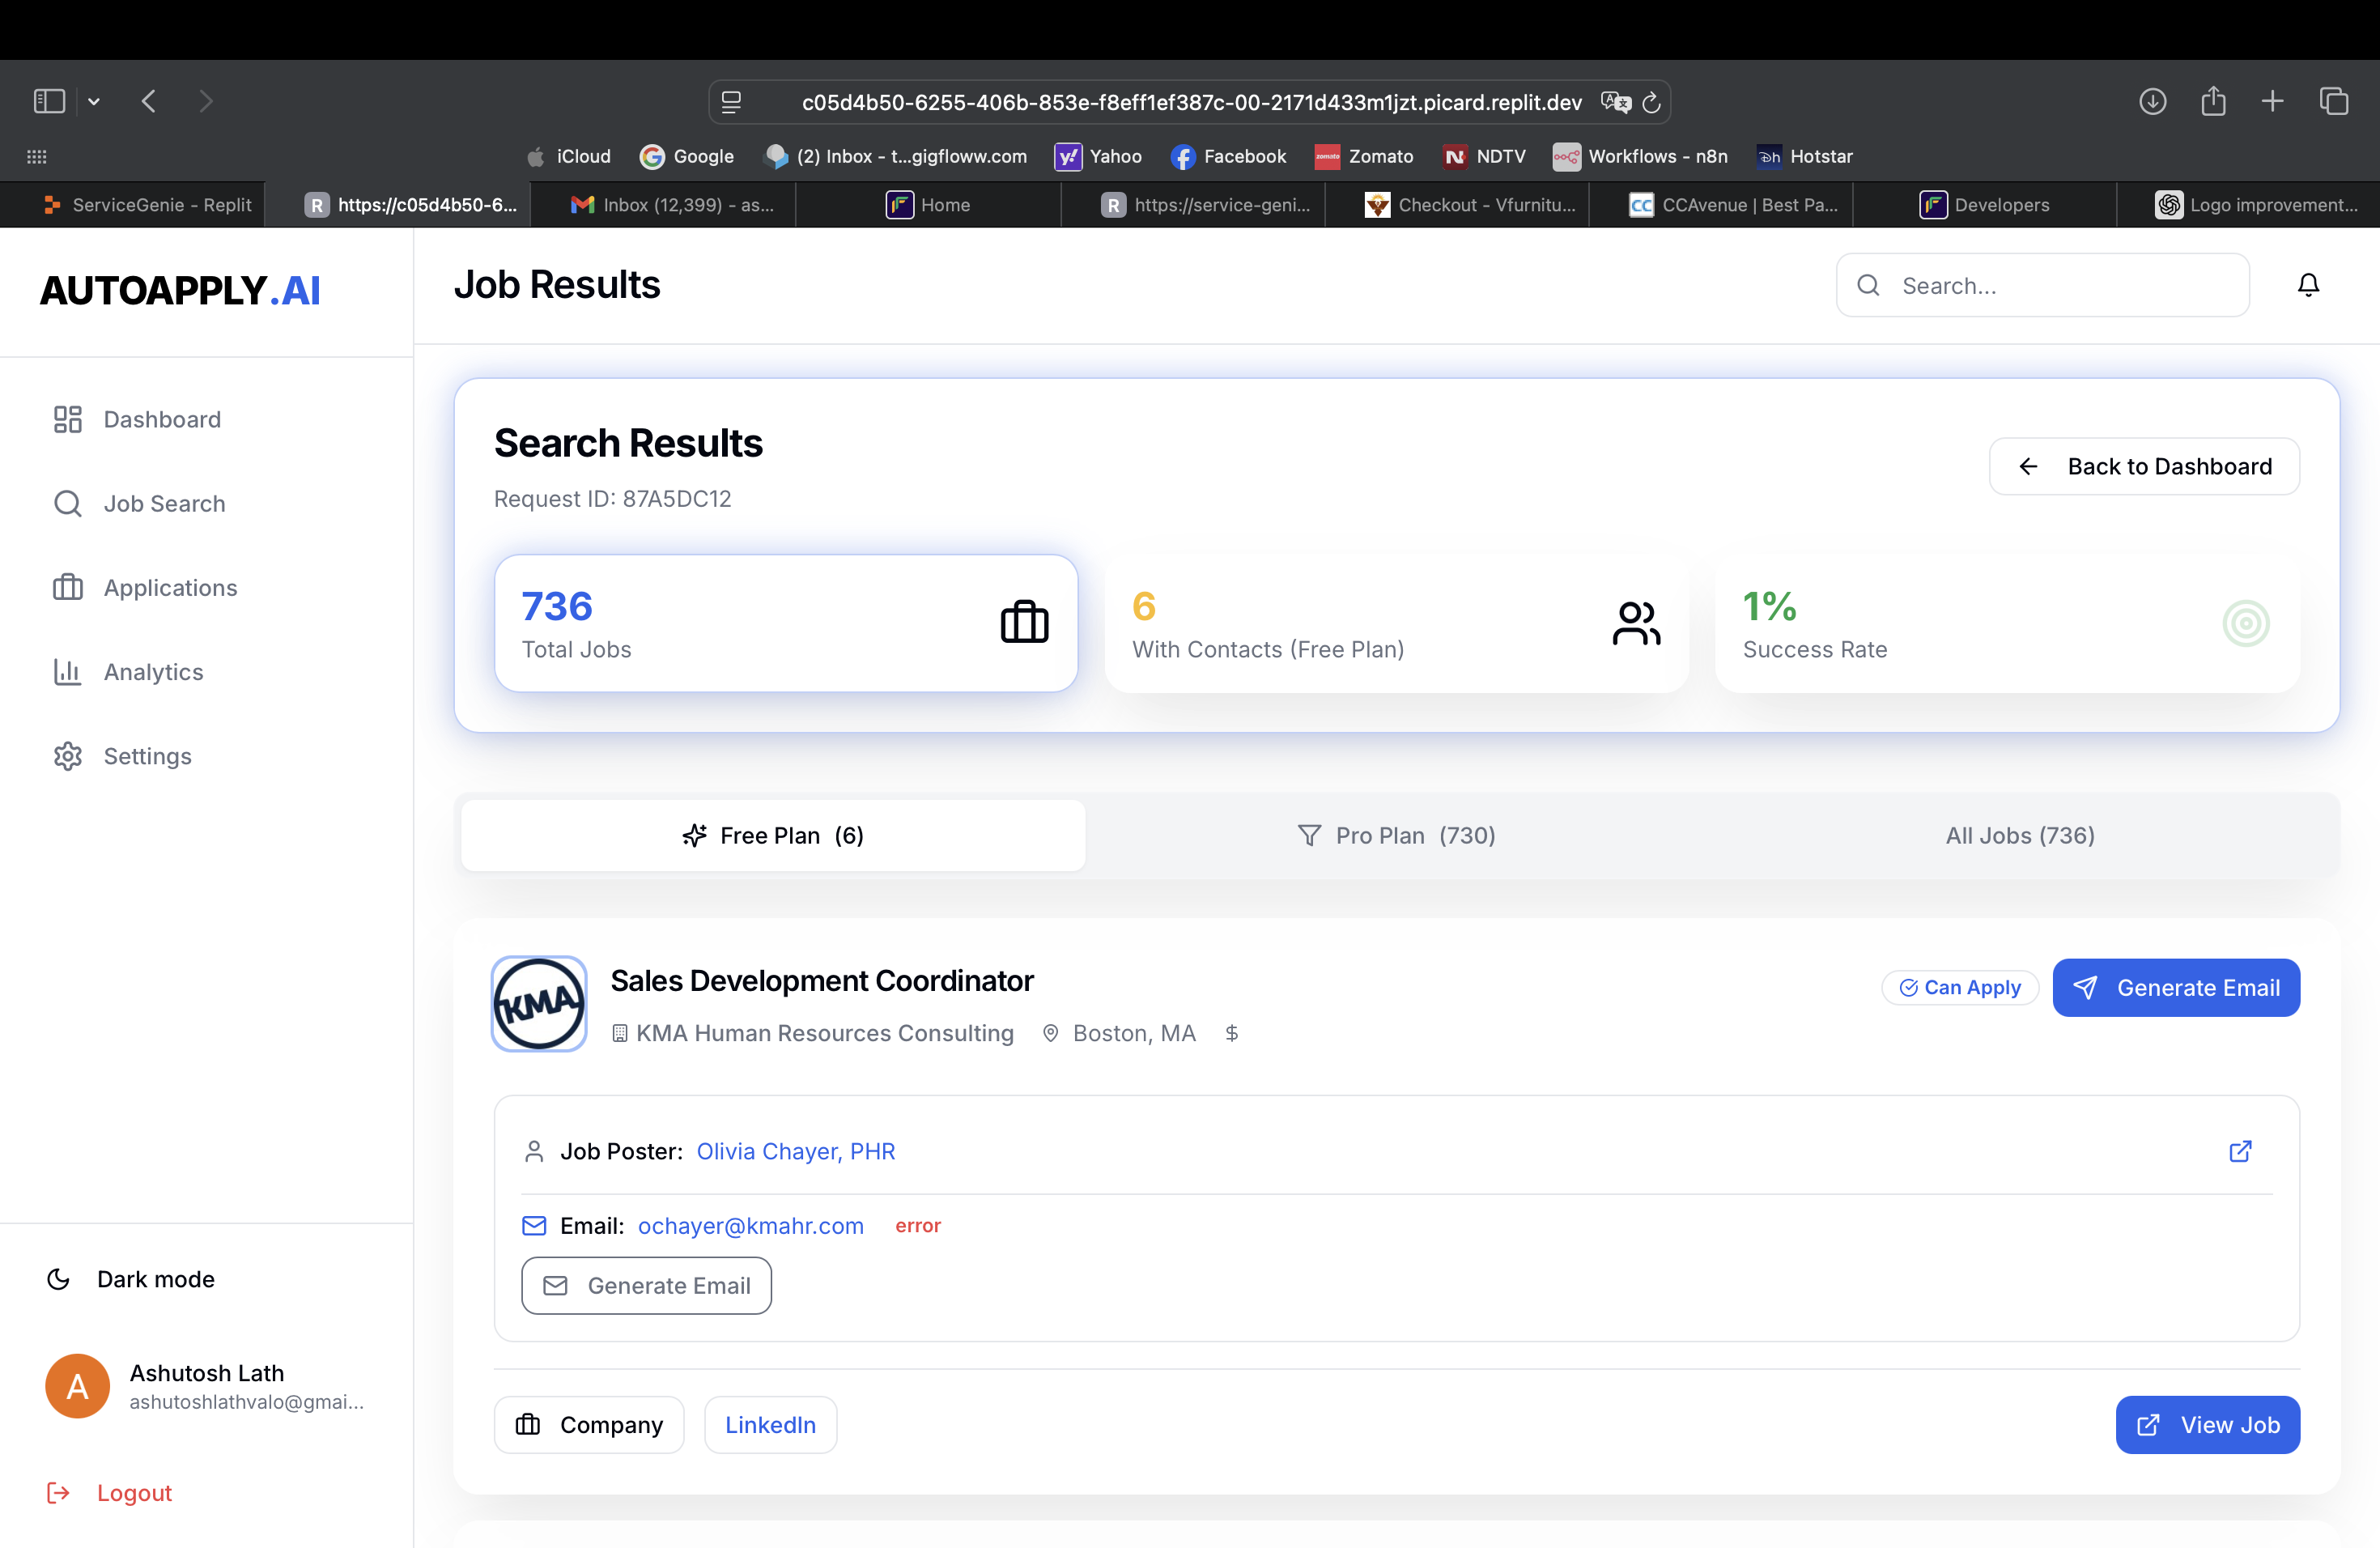 c05d4b50-6255-406b-853e-f8eff1ef387c-00-2171d433m1jzt.picard.replit.dev
iCloud Google (2) Inbox - t...gigfloww.com Yahoo Facebook Zomato NDTV Workflows - n8n Hotstar
ServiceGenie - Replit https://c05d4b50-6... Inbox (12,399) - as... Home https://service-geni... Checkout - Vfurnitu... CCAvenue | Best Pa... Developers Logo improvement...
AUTOAPPLY.AI
Dashboard
Job Search
Applications
Analytics
Settings
Dark mode
A
Ashutosh Lath
ashutoshlathvalo@gmai...
Logout
Job Results
Search...
Search Results
Request ID: 87A5DC12
Back to Dashboard
736
Total Jobs
6
With Contacts (Free Plan)
1%
Success Rate
Free Plan (6)
Pro Plan (730)
All Jobs (736)
KMA
Sales Development Coordinator
KMA Human Resources Consulting Boston, MA $
Can Apply
Generate Email
Job Poster: Olivia Chayer, PHR
Email: ochayer@kmahr.com error
Generate Email
Company
LinkedIn
View Job